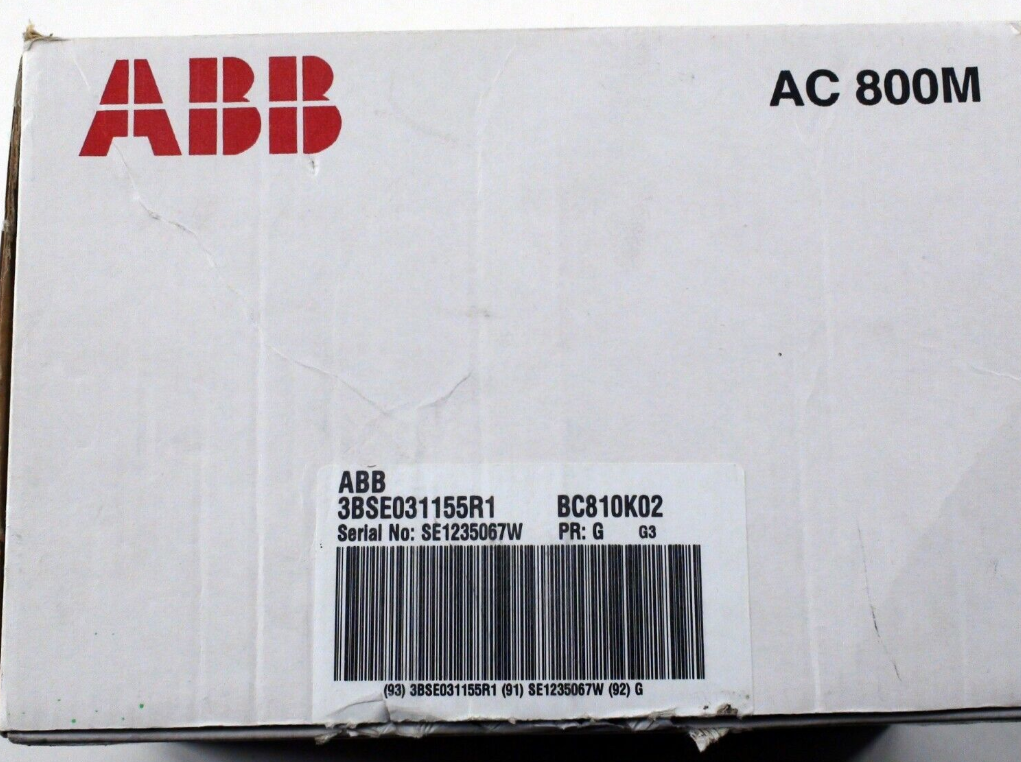 ABB
AC 800M
ABB
3BSE031155R1 BC810K02
Serial No: SE1235067W PR: G G3
(93) 3BSE031155R1 (91) SE1235067W (92) G